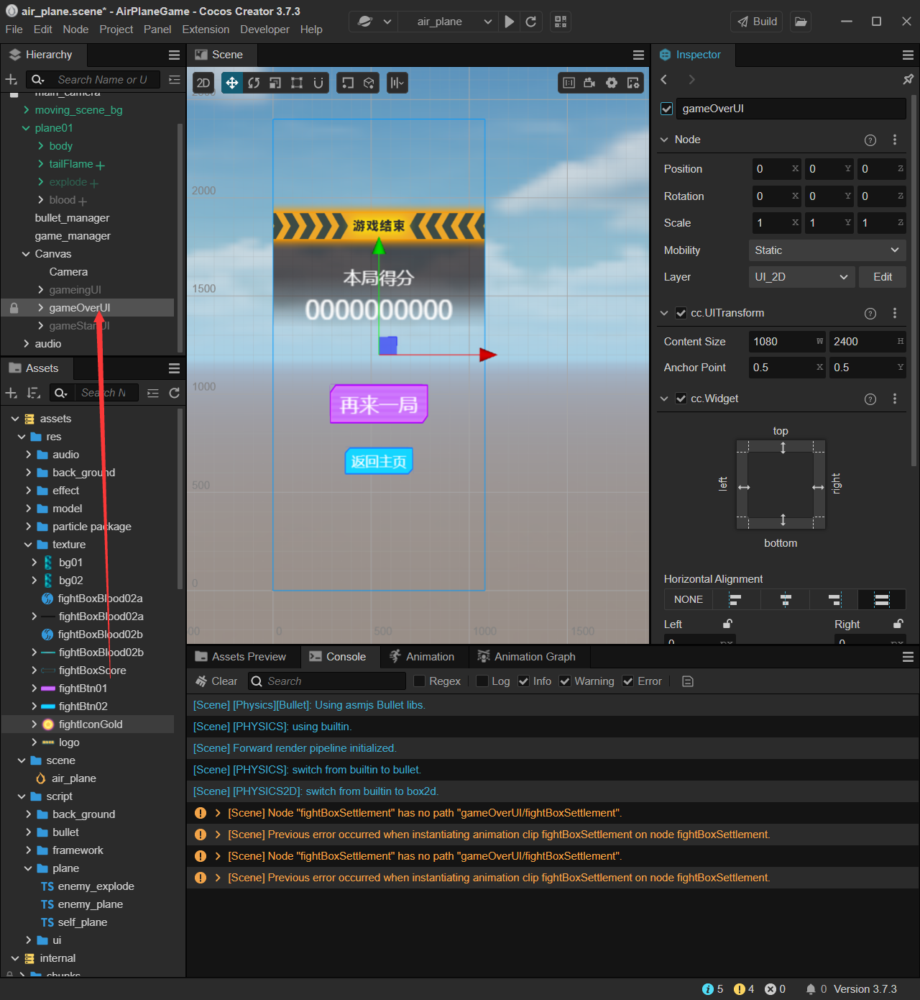 air_plane.scene* - AirPlaneGame - Cocos Creator 3.7.3
File Edit Node Project Panel Extension Developer Help
air_plane
Build
Hierarchy
Search Name or U
main_camera
moving_scene_bg
plane01
body
tailFlame
explode
blood
bullet_manager
game_manager
Canvas
Camera
gameingUI
gameOverUI
gameStartUI
audio
Assets
Search N
assets
res
audio
back_ground
effect
model
particle package
texture
bg01
bg02
fightBoxBlood02a
fightBoxBlood02a
fightBoxBlood02b
fightBoxBlood02b
fightBoxScore
fightBtn01
fightBtn02
fightIconGold
logo
scene
air_plane
script
back_ground
bullet
framework
plane
TS enemy_explode
TS enemy_plane
TS self_plane
ui
internal
chunks
Scene
2D
2500
2000
1500
1000
500
0
00 0 500 1000 1500
游戏结束
本局得分
0000000000
再来一局
返回主页
Inspector
gameOverUI
Node
Position 0 X 0 Y 0 Z
Rotation 0 X 0 Y 0 Z
Scale 1 X 1 Y 1 Z
Mobility Static
Layer UI_2D Edit
cc.UITransform
Content Size 1080 W 2400 H
Anchor Point 0.5 X 0.5 Y
cc.Widget
top
left
right
bottom
Horizontal Alignment
NONE
Left Right
0 px 0 px
Assets Preview Console Animation Animation Graph
Clear Search Regex Log Info Warning Error
[Scene] [Physics][Bullet]: Using asmjs Bullet libs.
[Scene] [PHYSICS]: using builtin.
[Scene] Forward render pipeline initialized.
[Scene] [PHYSICS]: switch from builtin to bullet.
[Scene] [PHYSICS2D]: switch from builtin to box2d.
[Scene] Node "fightBoxSettlement" has no path "gameOverUI/fightBoxSettlement".
[Scene] Previous error occurred when instantiating animation clip fightBoxSettlement on node fightBoxSettlement.
[Scene] Node "fightBoxSettlement" has no path "gameOverUI/fightBoxSettlement".
[Scene] Previous error occurred when instantiating animation clip fightBoxSettlement on node fightBoxSettlement.
5 4 0 0 Version 3.7.3